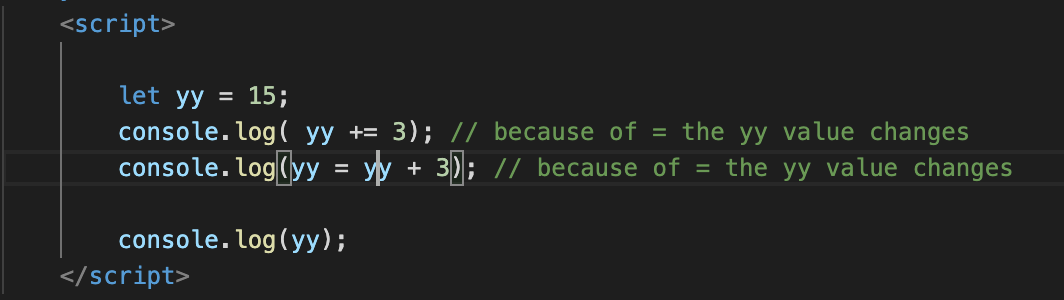 <script>
let yy = 15;
console.log( yy += 3); // because of = the yy value changes
console.log(yy = yy + 3); // because of = the yy value changes
console.log(yy);
</script>